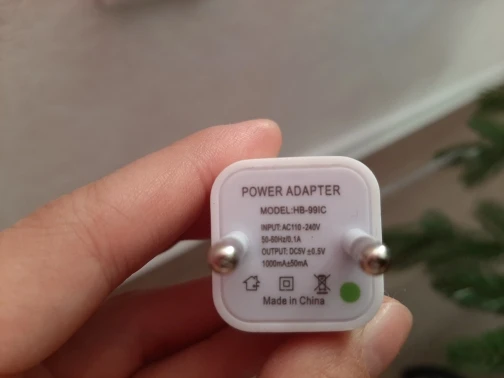 POWER ADAPTER
MODEL:HB-99IC
INPUT: AC110-240V
50-60Hz/0.1A
OUTPUT: DC5V ±0.5V
1000mA±50mA
Made in China